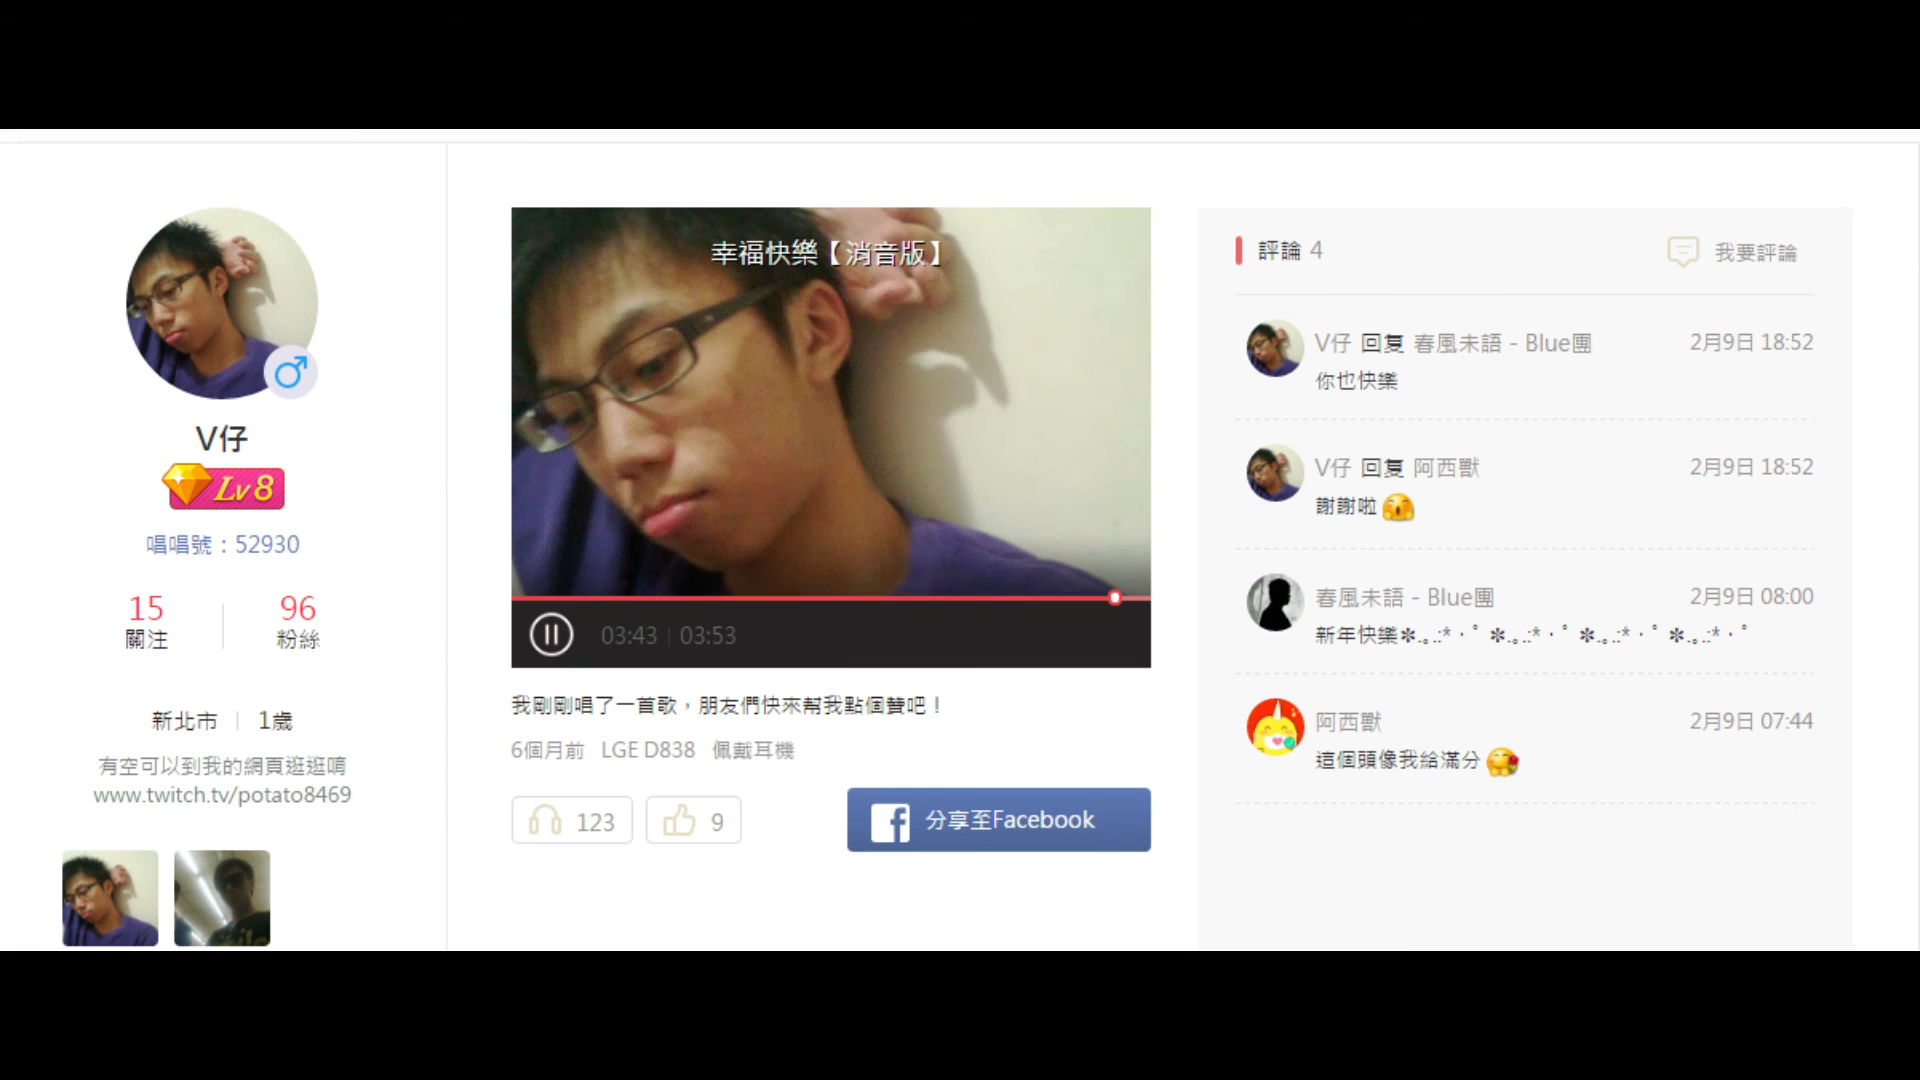 V仔
Lv 8
唱唱號：52930
15
關注
96
粉絲
新北市 | 1歲
有空可以到我的網頁逛逛唷
www.twitch.tv/potato8469
幸福快樂【消音版】
03:43 | 03:53
我剛剛唱了一首歌，朋友們快來幫我點個贊吧！
6個月前 LGE D838 佩戴耳機
123
9
分享至Facebook
評論 4
我要評論
V仔 回复 春風未語－Blue團 2月9日 18:52
你也快樂
V仔 回复 阿西獸 2月9日 18:52
謝謝啦
春風未語－Blue團 2月9日 08:00
新年快樂✼.｡.:*・ﾟ ✼.｡.:*・ﾟ ✼.｡.:*・ﾟ ✼.｡.:*・ﾟ
阿西獸 2月9日 07:44
這個頭像我給滿分